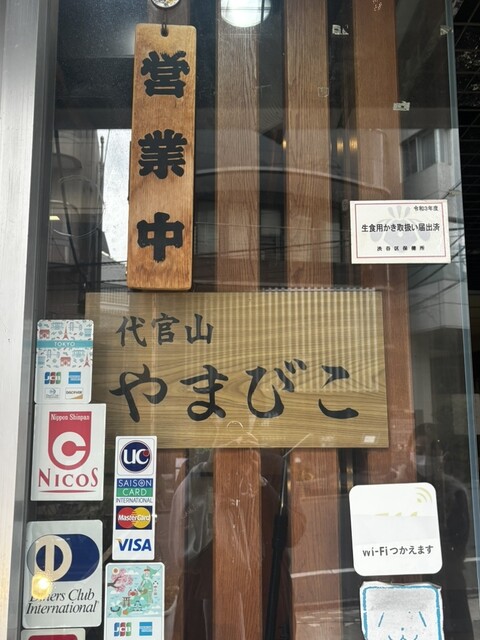 営業中
令和3年度
生食用かき取扱い届出済
渋谷区保健所
代官山
やまびこ
TOKYO
JCB
DISCOVER
Nippon Shinpan
NICOS
UC
SAISON
CARD
INTERNATIONAL
MasterCard
VISA
Wi-Fiつかえます
Diners Club
International
JCB